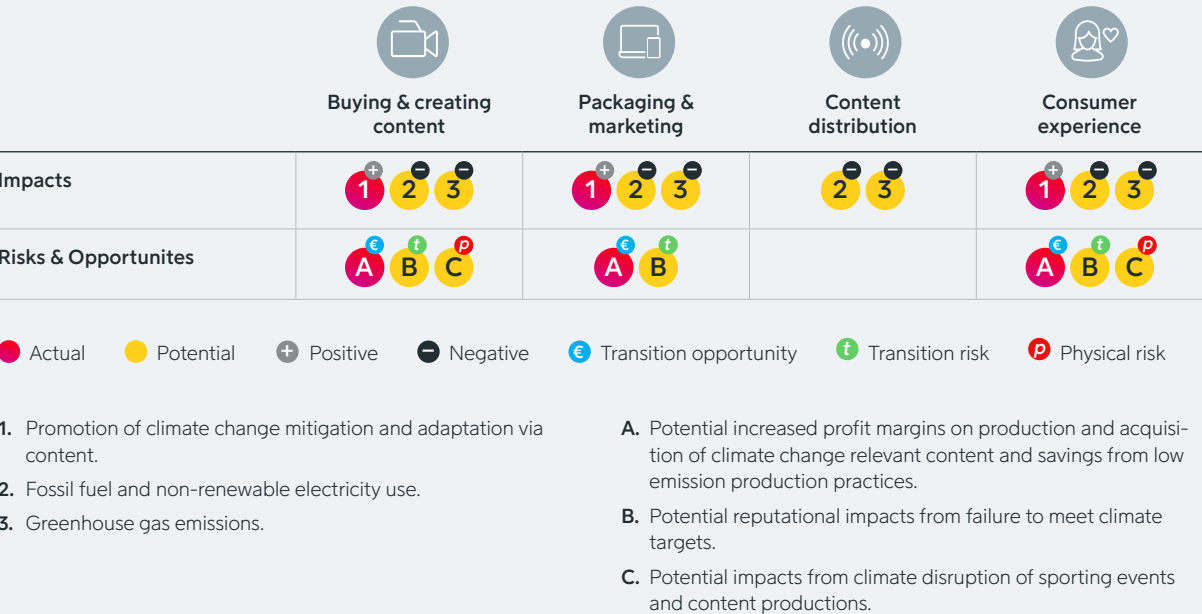 Buying & creating
content
Packaging &
marketing
Content
distribution
Consumer
experience
Impacts
1 + 2 − 3 −
1 + 2 − 3 −
2 − 3 −
1 + 2 − 3 −
Risks & Opportunites
A € B t C p
A € B t
A € B t C p
Actual
Potential
+ Positive
− Negative
€ Transition opportunity
t Transition risk
p Physical risk
1. Promotion of climate change mitigation and adaptation via
content.
2. Fossil fuel and non-renewable electricity use.
3. Greenhouse gas emissions.
A. Potential increased profit margins on production and acquisi-
tion of climate change relevant content and savings from low
emission production practices.
B. Potential reputational impacts from failure to meet climate
targets.
C. Potential impacts from climate disruption of sporting events
and content productions.